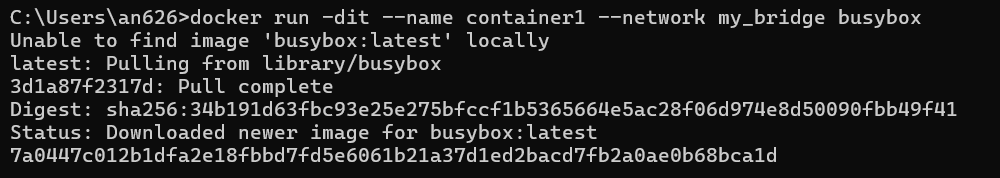 C:\Users\an626>docker run -dit --name container1 --network my_bridge busybox
Unable to find image 'busybox:latest' locally
latest: Pulling from library/busybox
3d1a87f2317d: Pull complete
Digest: sha256:34b191d63fbc93e25e275bfccf1b5365664e5ac28f06d974e8d50090fbb49f41
Status: Downloaded newer image for busybox:latest
7a0447c012b1dfa2e18fbbd7fd5e6061b21a37d1ed2bacd7fb2a0ae0b68bca1d